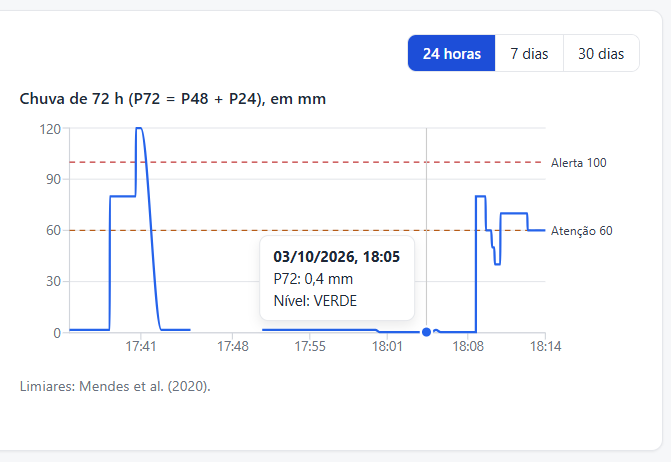 24 horas
7 dias
30 dias
Chuva de 72 h (P72 = P48 + P24), em mm
120
90
60
30
0
Alerta 100
Atenção 60
03/10/2026, 18:05
P72: 0,4 mm
Nível: VERDE
17:41
17:48
17:55
18:01
18:08
18:14
Limiares: Mendes et al. (2020).